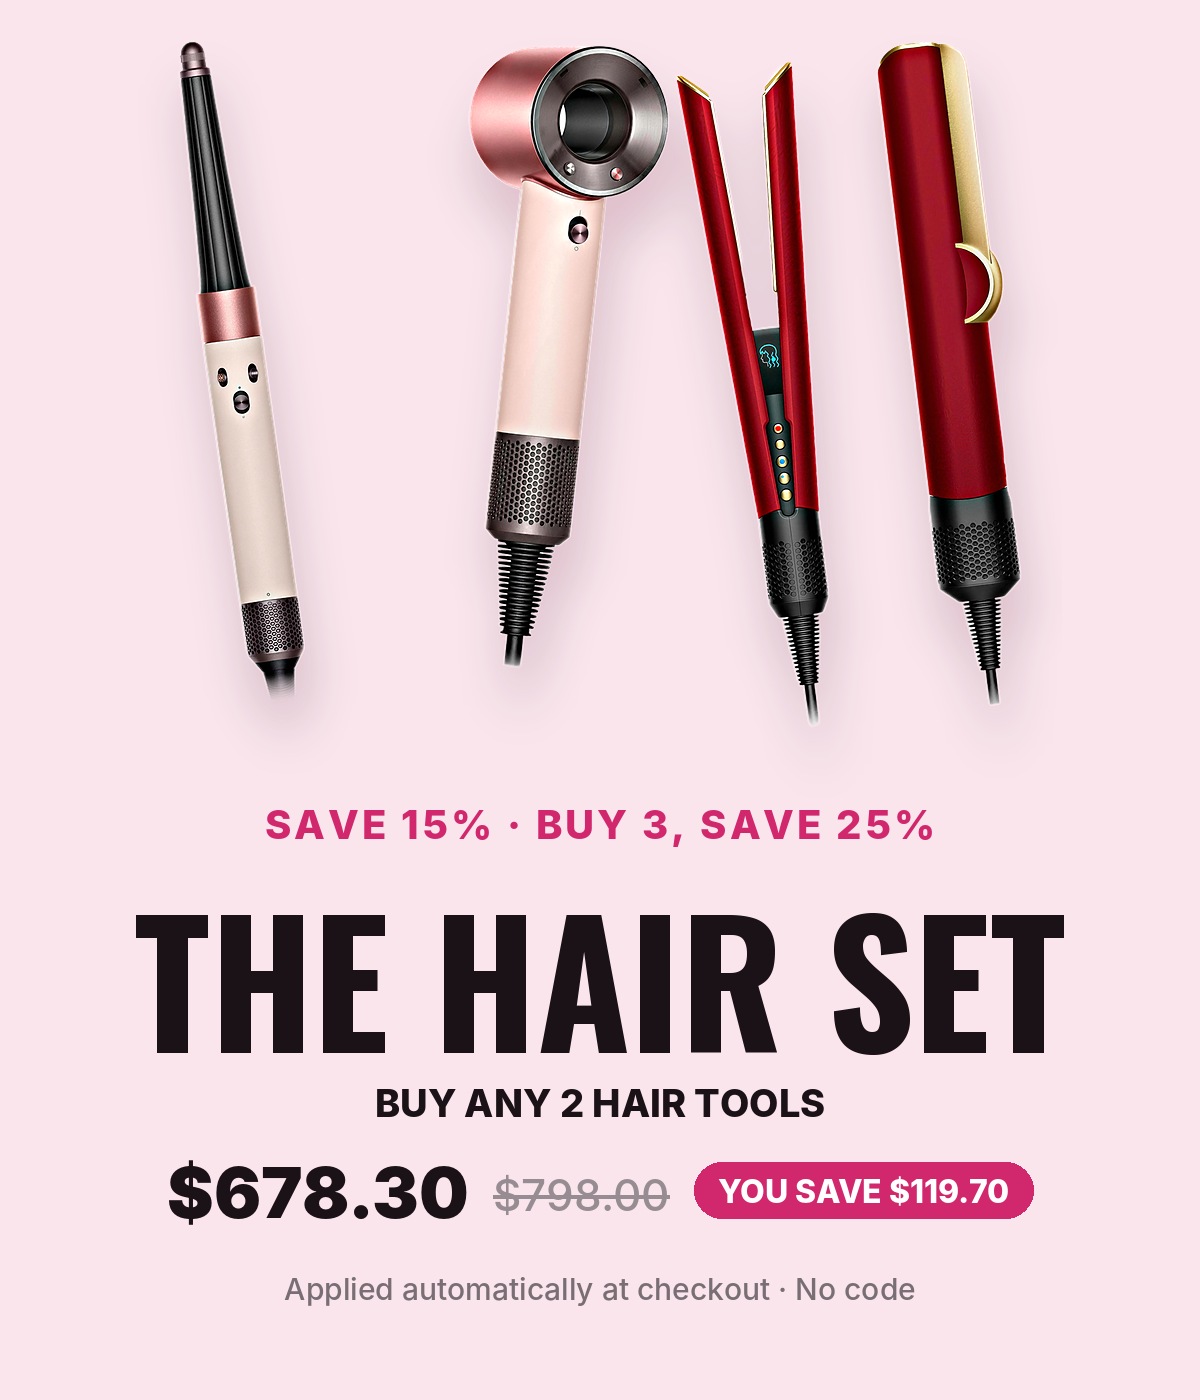 SAVE 15% · BUY 3, SAVE 25%
THE HAIR SET
BUY ANY 2 HAIR TOOLS
$678.30 $798.00 YOU SAVE $119.70
Applied automatically at checkout · No code